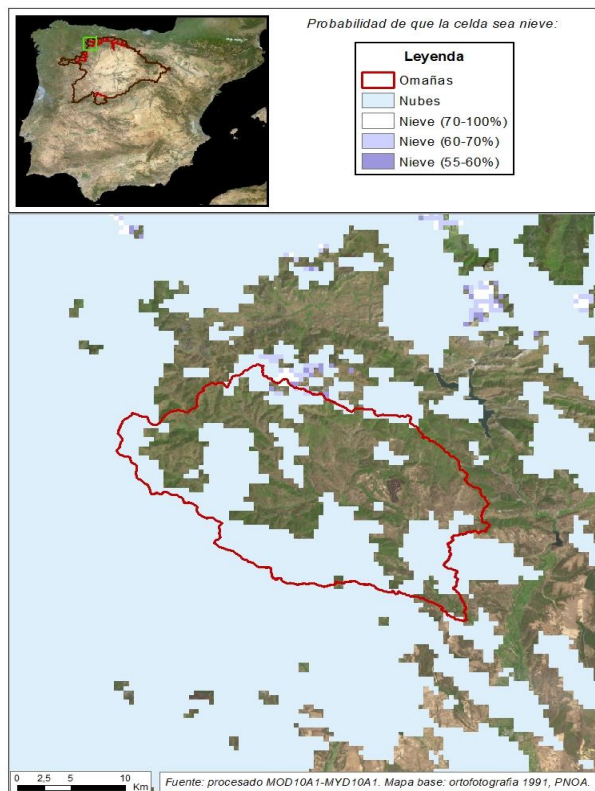 Probabilidad de que la celda sea nieve:
Leyenda
Omañas
Nubes
Nieve (70-100%)
Nieve (60-70%)
Nieve (55-60%)
0 2,5 5 10
Km
Fuente: procesado MOD10A1-MYD10A1. Mapa base: ortofotografia 1991, PNOA.